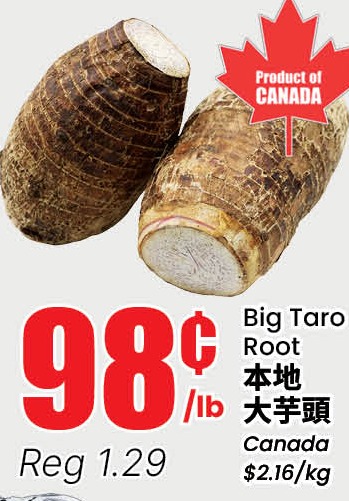 Product of
CANADA
98¢/lb
Reg 1.29
Big Taro
Root
本地
大芋頭
Canada
$2.16/kg